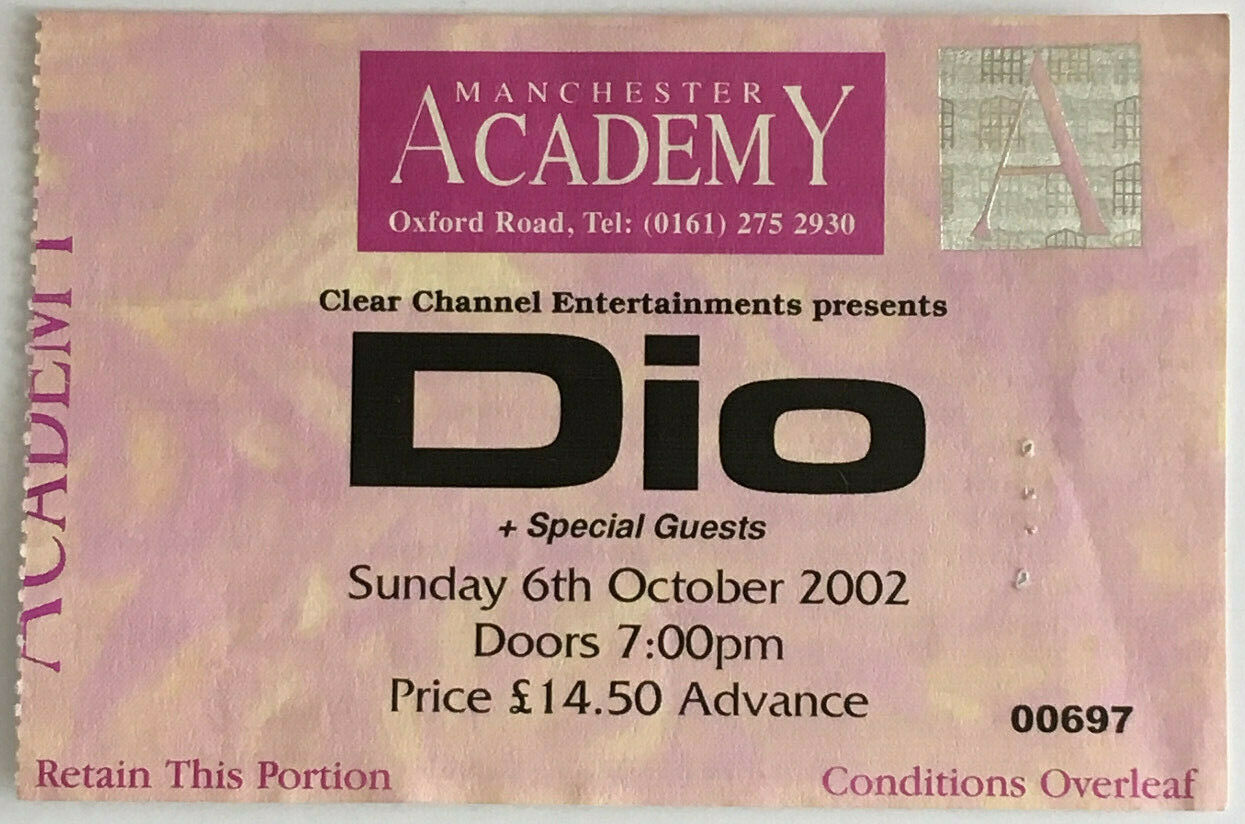 MANCHESTER
ACADEMY
Oxford Road, Tel: (0161) 275 2930
A
Clear Channel Entertainments presents
Dio
+ Special Guests
Sunday 6th October 2002
Doors 7:00pm
Price £14.50 Advance
00697
Retain This Portion
Conditions Overleaf
ACADEMY